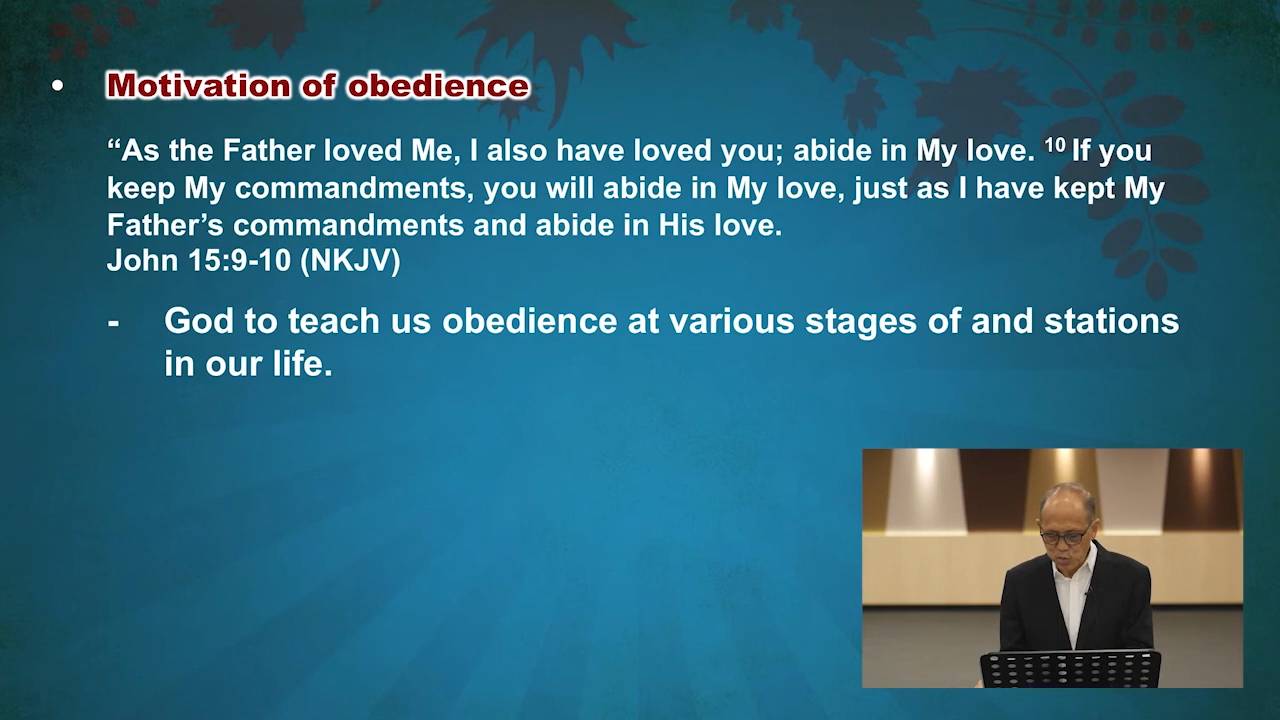 • Motivation of obedience
“As the Father loved Me, I also have loved you; abide in My love. 10 If you
keep My commandments, you will abide in My love, just as I have kept My
Father’s commandments and abide in His love.
John 15:9-10 (NKJV)
- God to teach us obedience at various stages of and stations
in our life.